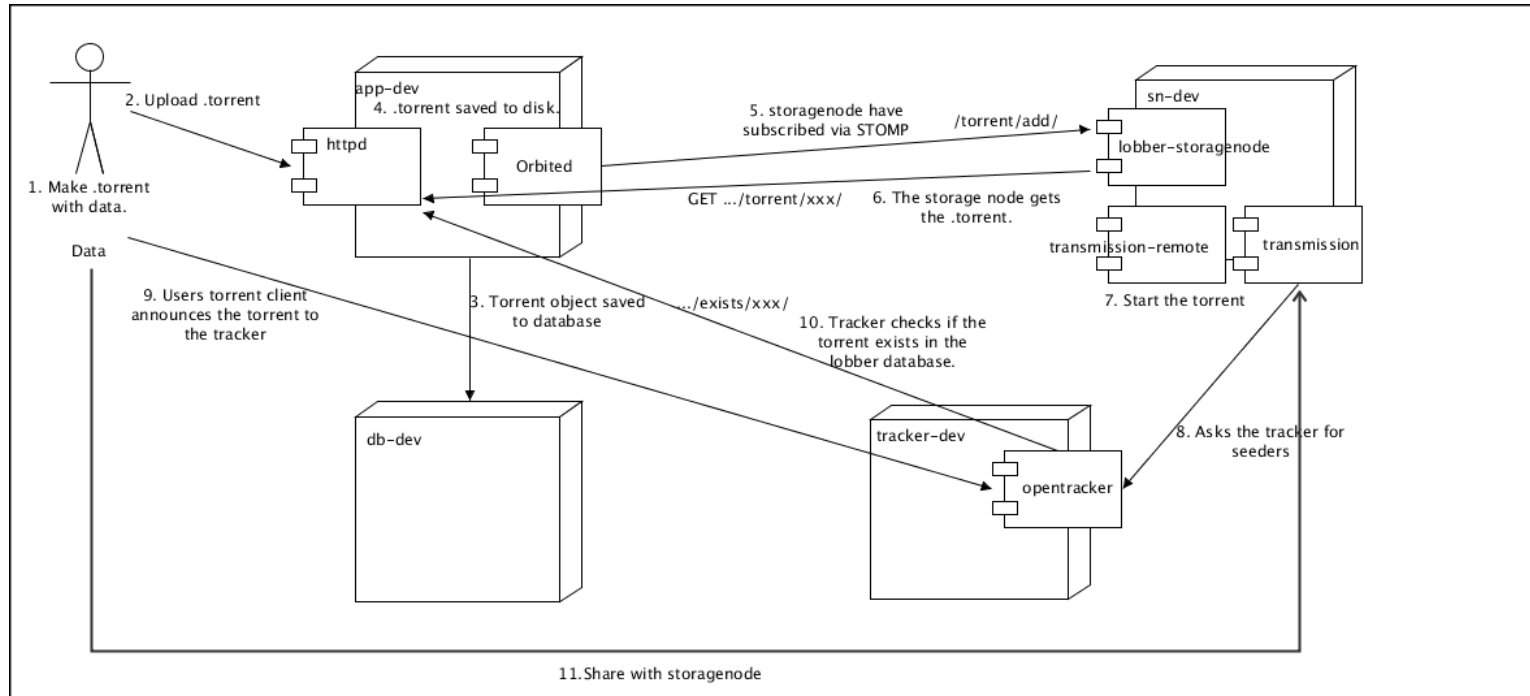 app-dev
2. Upload .torrent
4. .torrent saved to disk.
httpd
Orbited
5. storagenode have
subscribed via STOMP
/torrent/add/
sn-dev
lobber-storagenode
1. Make .torrent
with data.
Data
GET .../torrent/xxx/
6. The storage node gets
the .torrent.
transmission-remote
transmission
7. Start the torrent
9. Users torrent client
announces the torrent to
the tracker
3. Torrent object saved
to database
.../exists/xxx/
10. Tracker checks if the
torrent exists in the
lobber database.
db-dev
tracker-dev
opentracker
8. Asks the tracker for
seeders
11.Share with storagenode